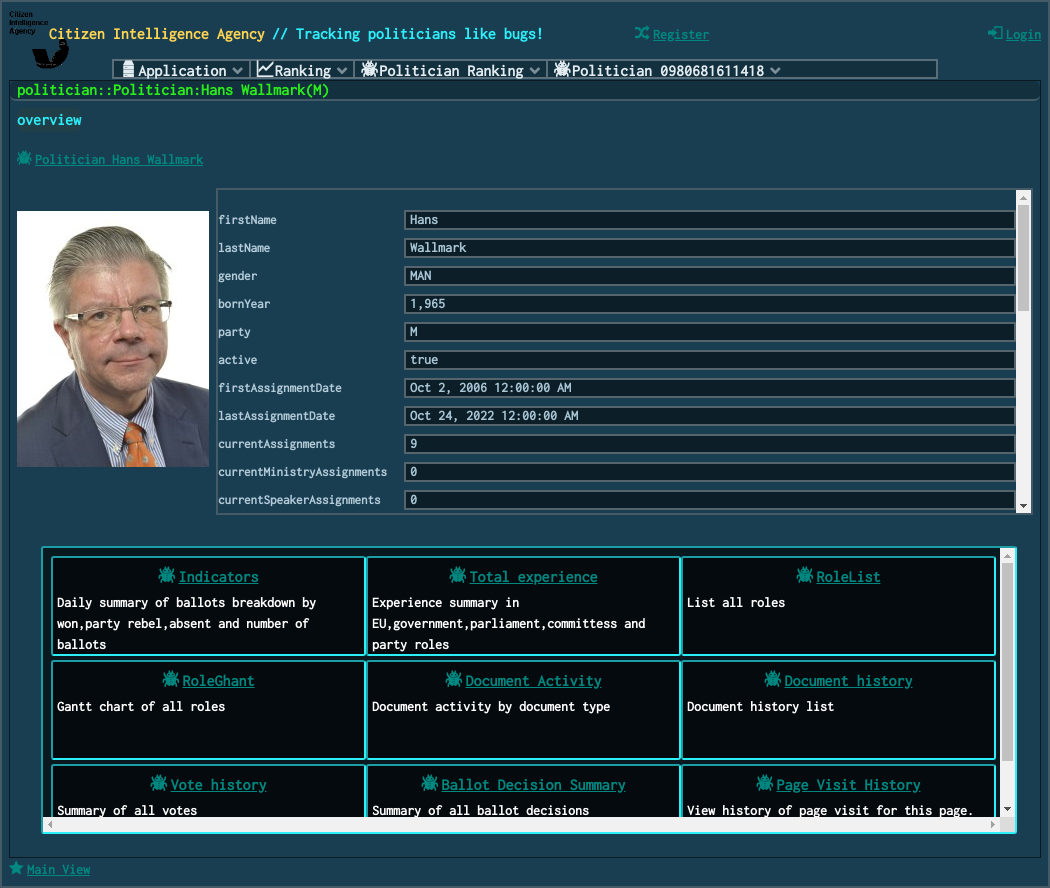 Citizen
Intelligence
Agency
Citizen Intelligence Agency // Tracking politicians like bugs!
Register
Login
Application
Ranking
Politician Ranking
Politician 0980681611418
politician::Politician:Hans Wallmark(M)
overview
Politician Hans Wallmark
firstName Hans
lastName Wallmark
gender MAN
bornYear 1,965
party M
active true
firstAssignmentDate Oct 2, 2006 12:00:00 AM
lastAssignmentDate Oct 24, 2022 12:00:00 AM
currentAssignments 9
currentMinistryAssignments 0
currentSpeakerAssignments 0
Indicators
Daily summary of ballots breakdown by
won,party rebel,absent and number of
ballots
Total experience
Experience summary in
EU,government,parliament,committess and
party roles
RoleList
List all roles
RoleGhant
Gantt chart of all roles
Document Activity
Document activity by document type
Document history
Document history list
Vote history
Summary of all votes
Ballot Decision Summary
Summary of all ballot decisions
Page Visit History
View history of page visit for this page.
Main View